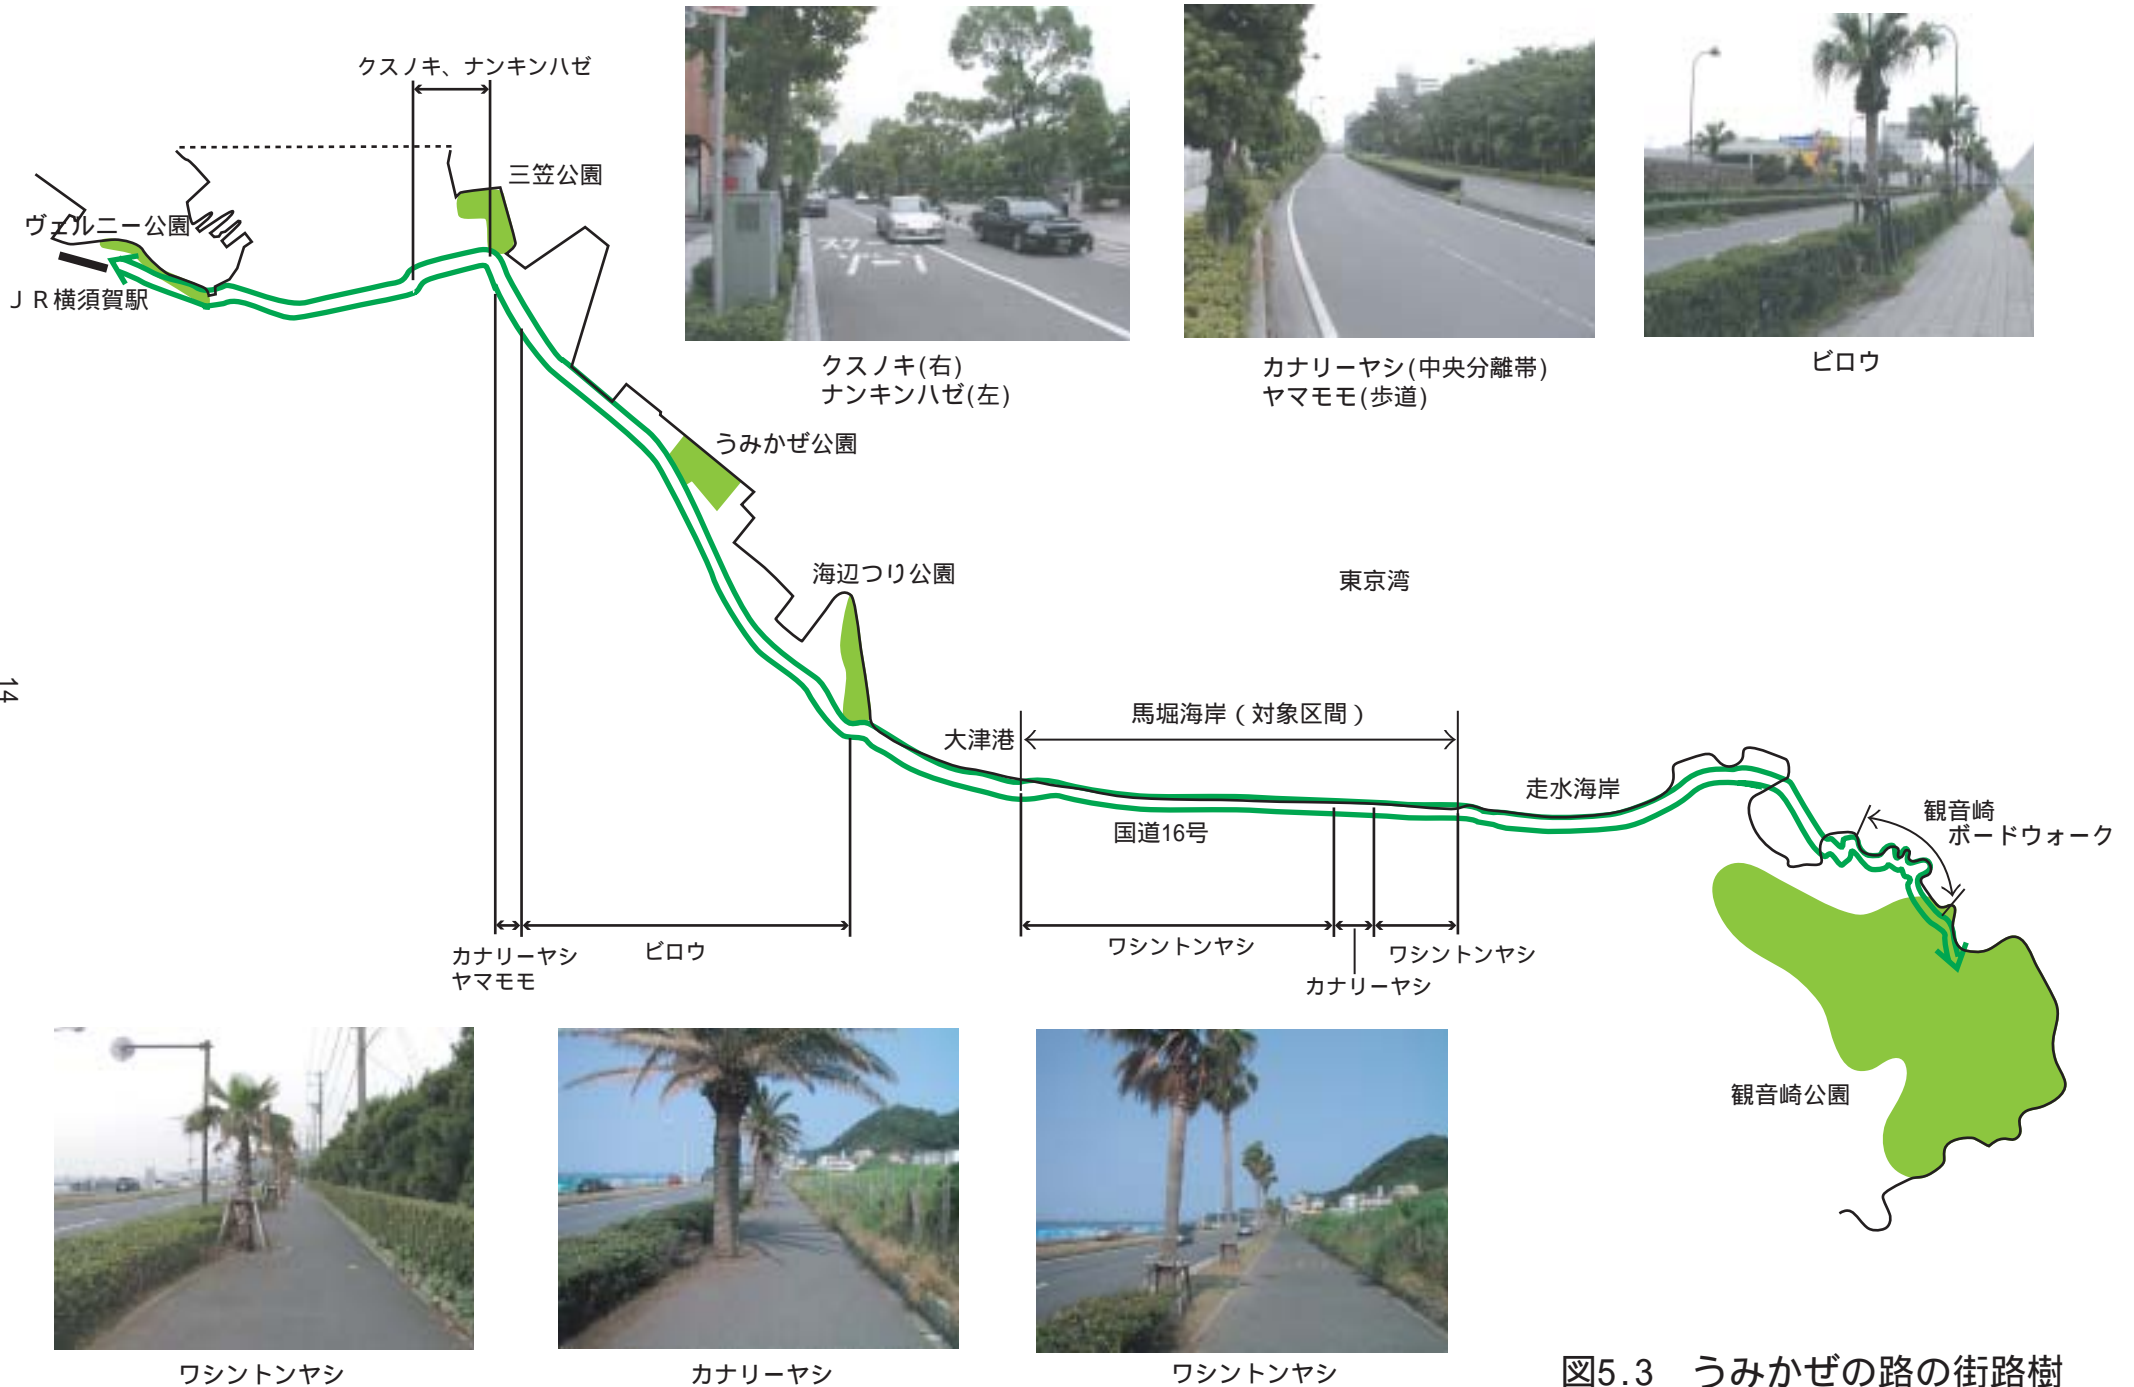 クスノキ、ナンキンハゼ
三笠公園
ヴェルニー公園
ＪＲ横須賀駅
クスノキ(右)
ナンキンハゼ(左)
カナリーヤシ(中央分離帯)
ヤマモモ(歩道)
ビロウ
うみかぜ公園
海辺つり公園
東京湾
馬堀海岸（対象区間）
大津港
走水海岸
国道16号
観音崎
ボードウォーク
カナリーヤシ
ヤマモモ
ビロウ
ワシントンヤシ
カナリーヤシ
ワシントンヤシ
観音崎公園
14
ワシントンヤシ
カナリーヤシ
ワシントンヤシ
図5.3　うみかぜの路の街路樹